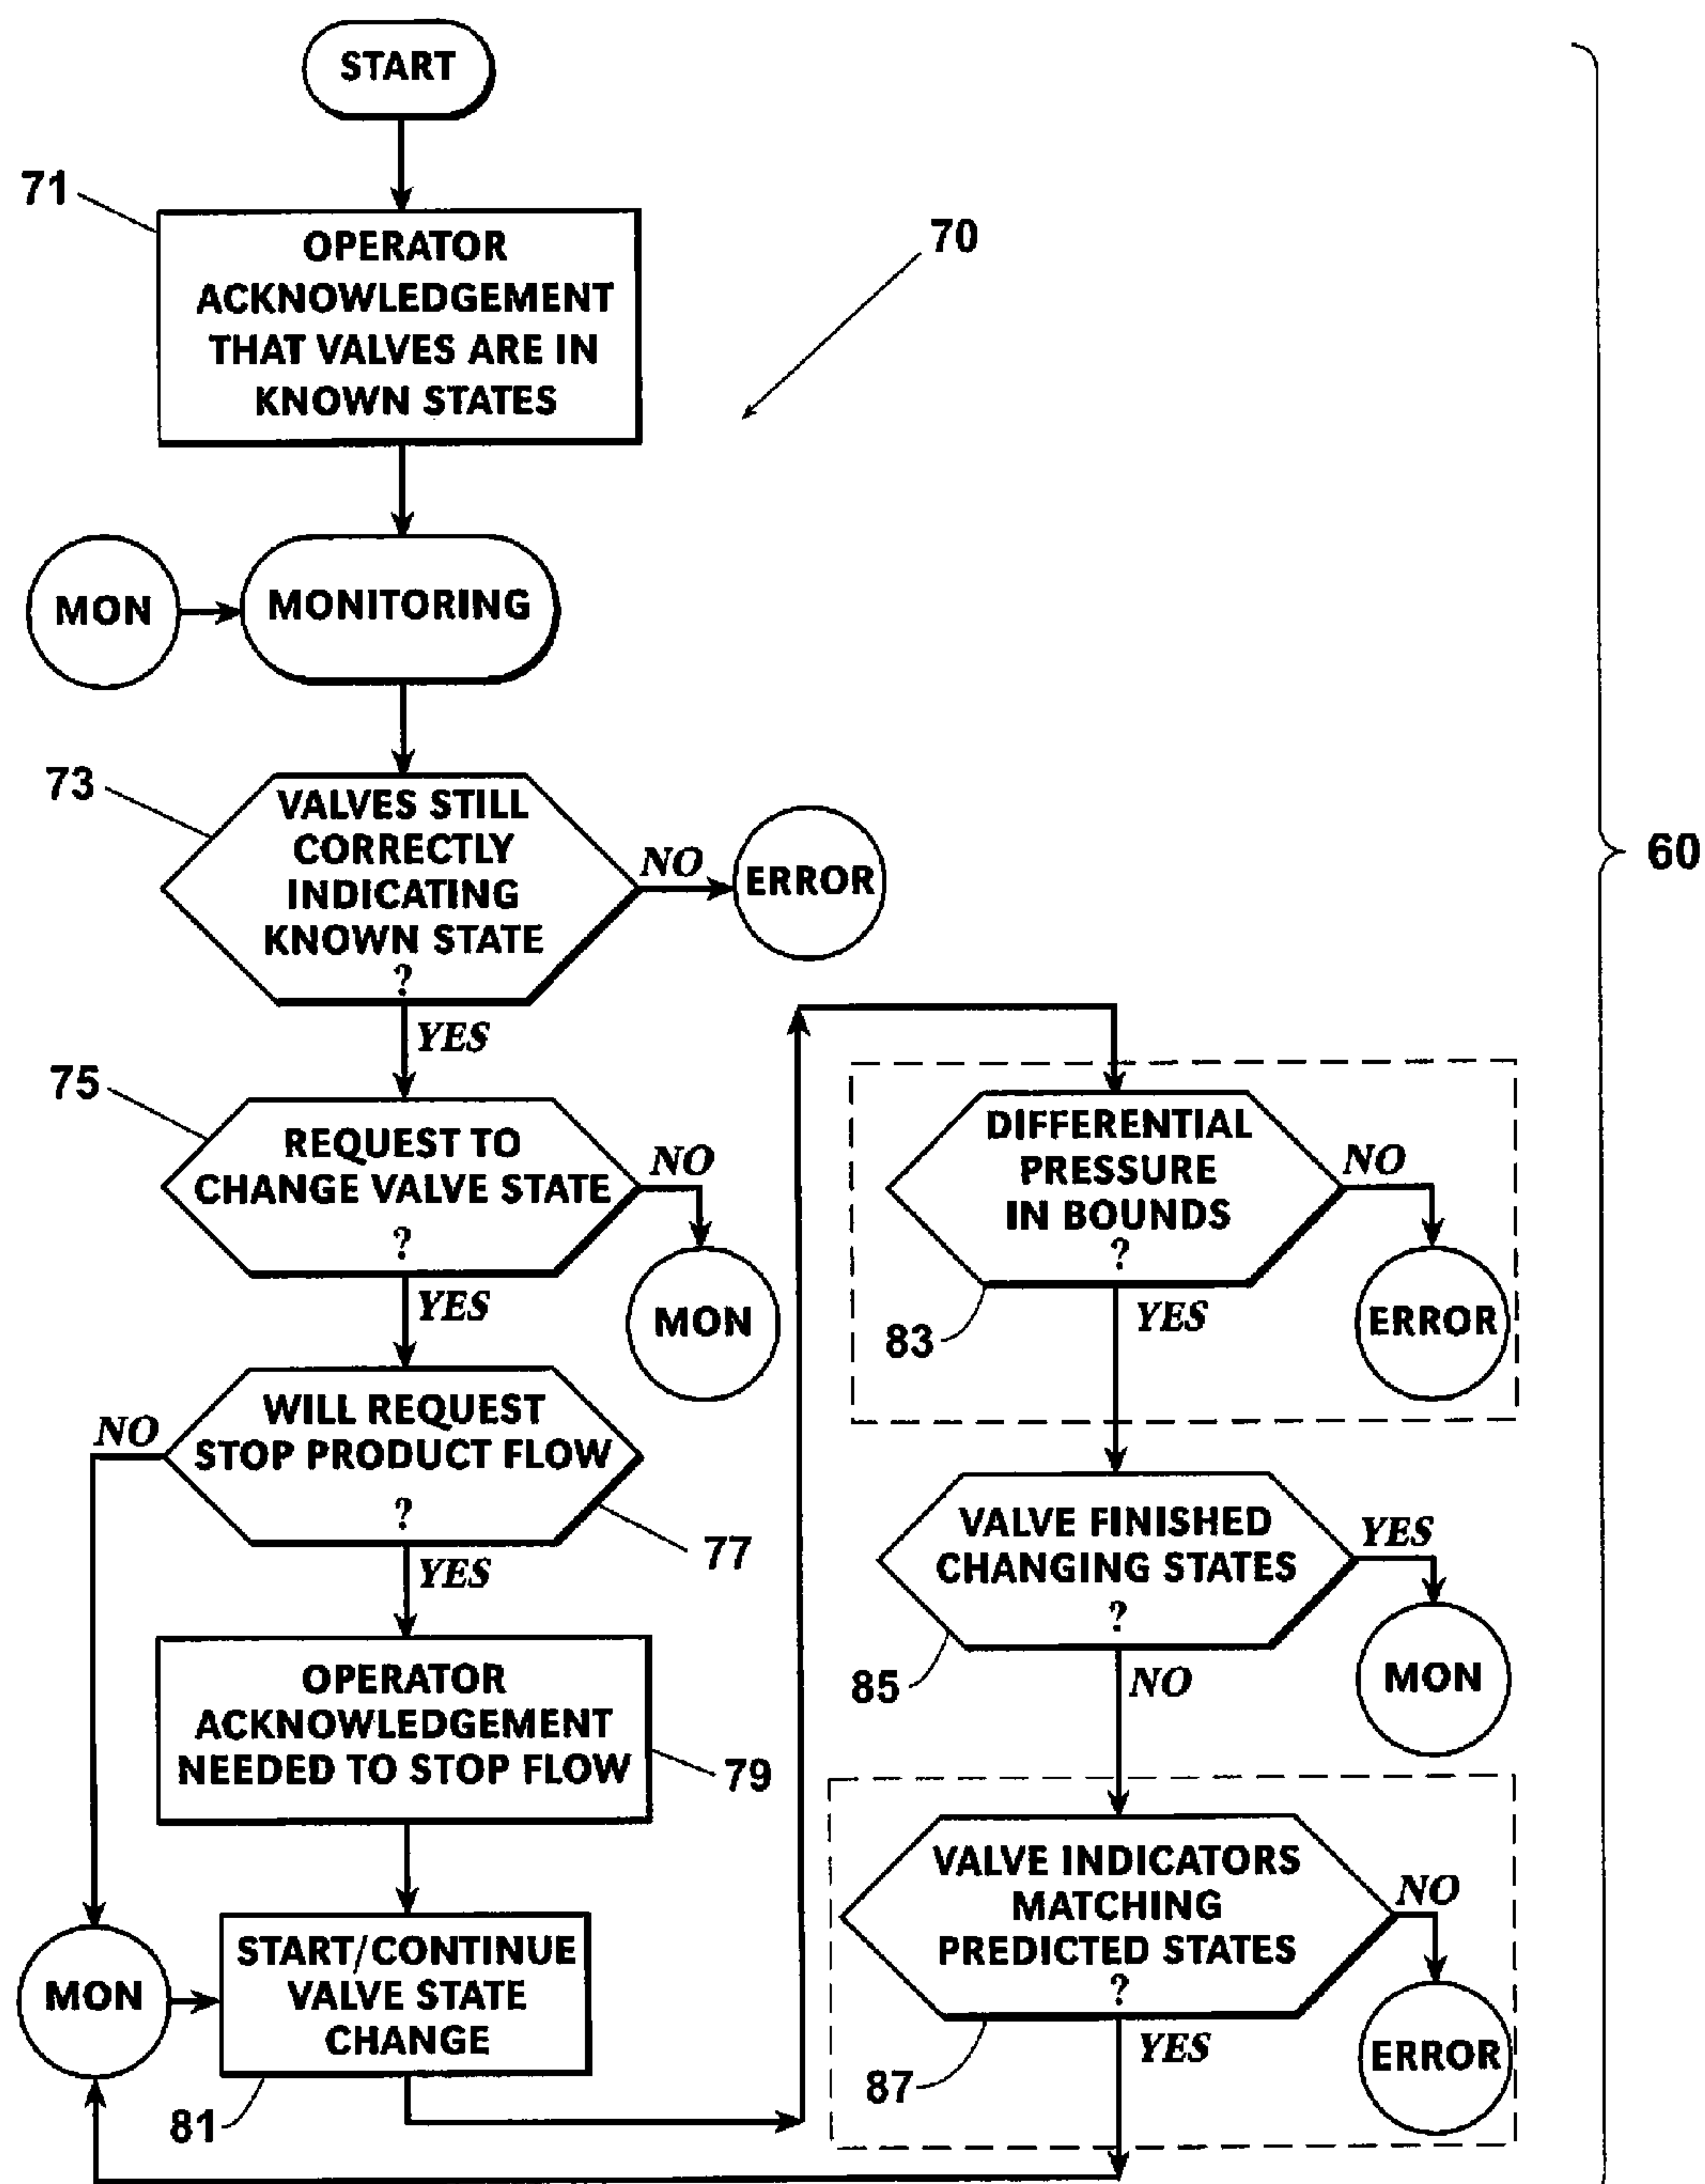 START
71
OPERATOR
ACKNOWLEDGEMENT
THAT VALVES ARE IN
KNOWN STATES
70
MON
MONITORING
73
VALVES STILL
CORRECTLY
INDICATING
KNOWN STATE
?
NO
ERROR
60
YES
75
REQUEST TO
CHANGE VALVE STATE
?
NO
MON
YES
WILL REQUEST
STOP PRODUCT FLOW
?
NO
77
YES
OPERATOR
ACKNOWLEDGEMENT
NEEDED TO STOP FLOW
79
MON
START/CONTINUE
VALVE STATE
CHANGE
81
DIFFERENTIAL
PRESSURE
IN BOUNDS
?
NO
ERROR
83
YES
VALVE FINISHED
CHANGING STATES
?
YES
MON
85
NO
VALVE INDICATORS
MATCHING
PREDICTED STATES
?
NO
ERROR
87
YES